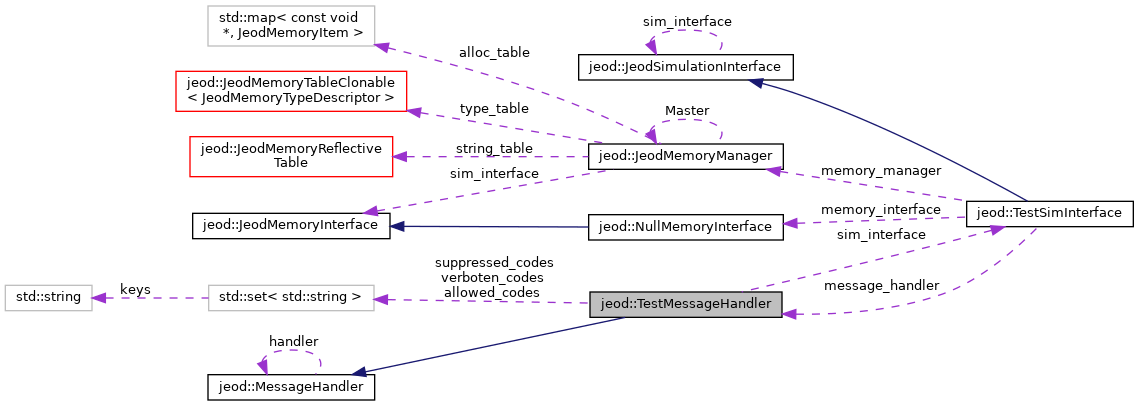 std::map< const void
*, JeodMemoryItem >
sim_interface
alloc_table
jeod::JeodSimulationInterface
jeod::JeodMemoryTableClonable
< JeodMemoryTypeDescriptor >
type_table
Master
jeod::JeodMemoryReflective
Table
string_table
jeod::JeodMemoryManager
sim_interface
memory_manager
jeod::JeodMemoryInterface
jeod::NullMemoryInterface
memory_interface
jeod::TestSimInterface
sim_interface
suppressed_codes
verboten_codes
allowed_codes
message_handler
std::string
keys
std::set< std::string >
jeod::TestMessageHandler
handler
jeod::MessageHandler